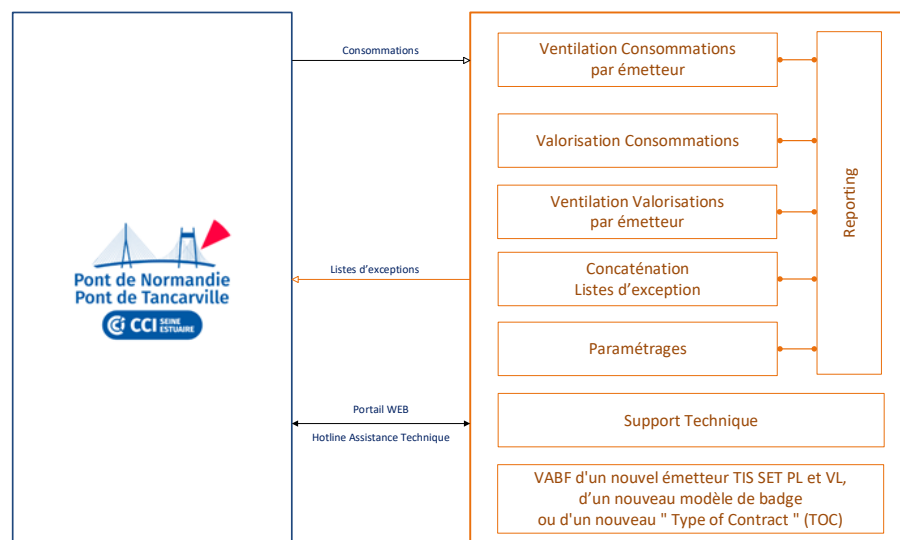 Consommations
Ventilation Consommations
par émetteur
Valorisation Consommations
Ventilation Valorisations
par émetteur
Reporting
Pont de Normandie
Pont de Tancarville
CCI SEINE
ESTUAIRE
Listes d'exceptions
Concaténation
Listes d'exception
Paramétrages
Portail WEB
Hotline Assistance Technique
Support Technique
VABF d'un nouvel émetteur TIS SET PL et VL,
d'un nouveau modèle de badge
ou d'un nouveau " Type of Contract " (TOC)